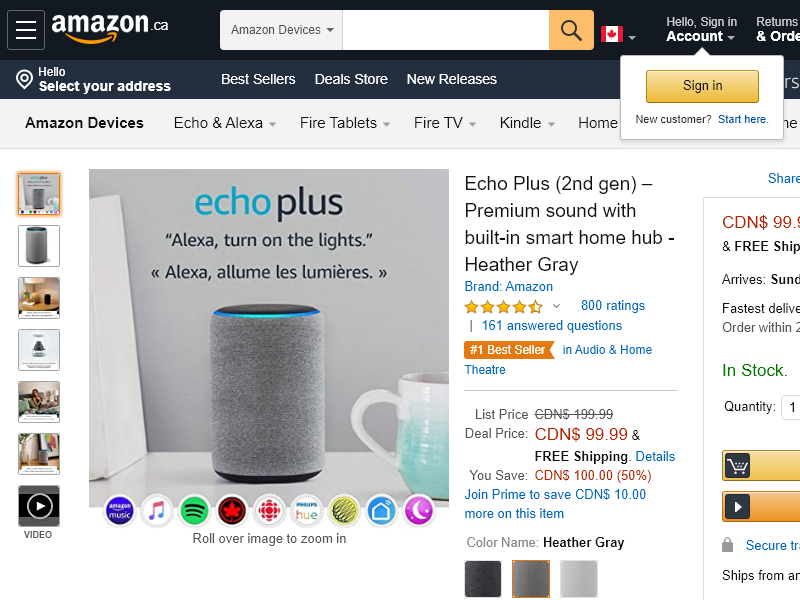 amazon.ca
Amazon Devices
Hello, Sign in
Account
Returns
& Orde
Hello
Select your address
Best Sellers
Deals Store
New Releases
Sign in
New customer? Start here.
Amazon Devices
Echo & Alexa
Fire Tablets
Fire TV
Kindle
Home
echo plus
“Alexa, turn on the lights.”
« Alexa, allume les lumières. »
amazon music
PHILIPS
hue
Roll over image to zoom in
VIDEO
Echo Plus (2nd gen) –
Premium sound with
built-in smart home hub -
Heather Gray
Brand: Amazon
800 ratings
| 161 answered questions
#1 Best Seller in Audio & Home
Theatre
List Price CDN$ 199.99
Deal Price: CDN$ 99.99 &
FREE Shipping. Details
You Save: CDN$ 100.00 (50%)
Join Prime to save CDN$ 10.00
more on this item
Color Name: Heather Gray
Share
CDN$ 99.9
& FREE Ship
Arrives: Sund
Fastest delive
Order within 2
In Stock.
Quantity: 1
Secure tr
Ships from an